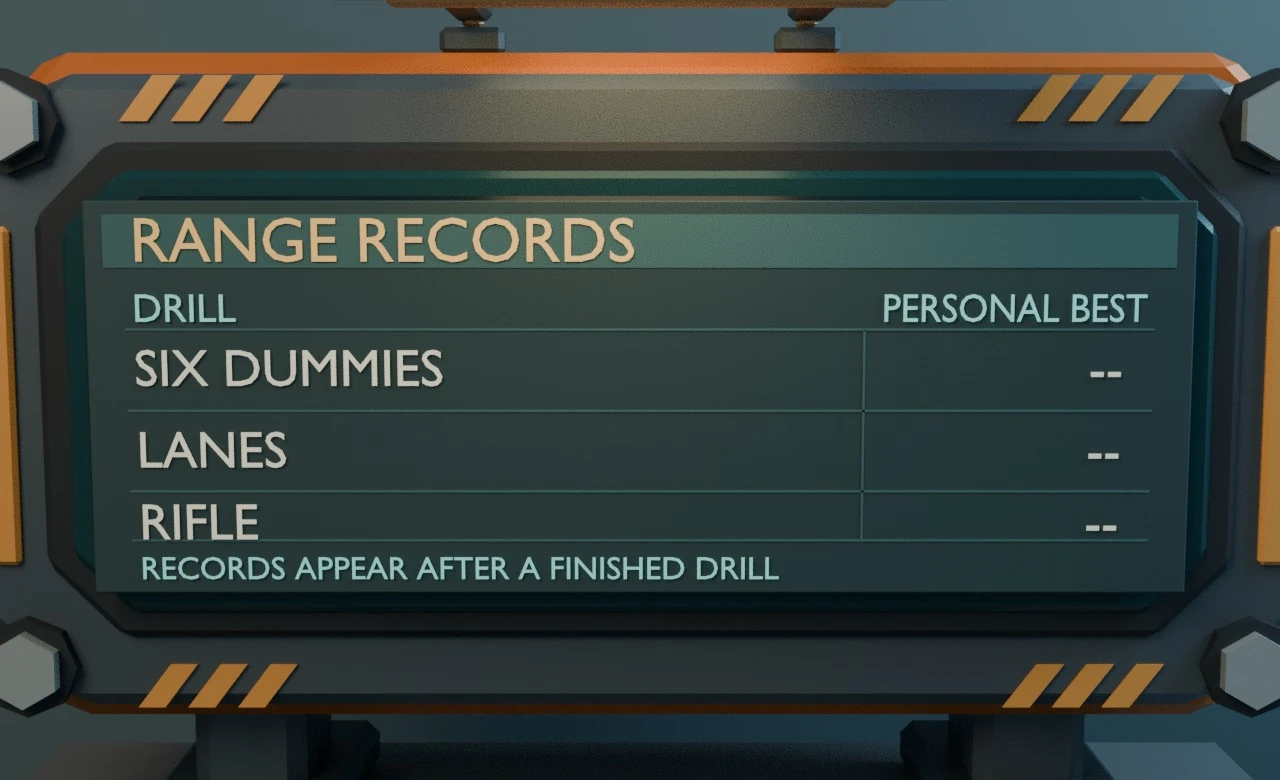 RANGE RECORDS
DRILL PERSONAL BEST
SIX DUMMIES --
LANES --
RIFLE --
RECORDS APPEAR AFTER A FINISHED DRILL